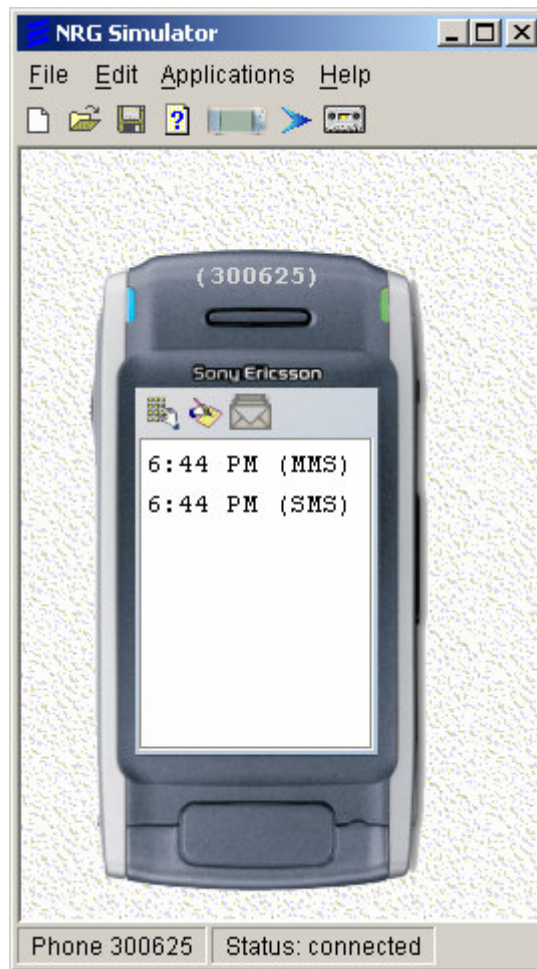 NRG Simulator
File Edit Applications Help
(300625)
Sony Ericsson
6:44 PM (MMS)
6:44 PM (SMS)
Phone 300625 Status: connected